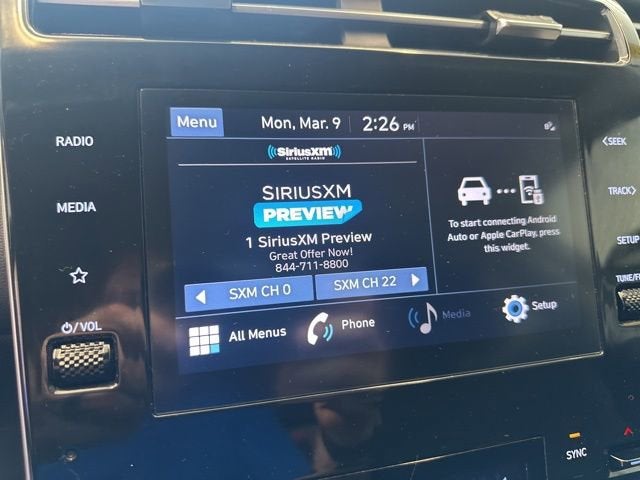 RADIO
MEDIA
⏻/VOL
Menu
Mon, Mar. 9
2:26 PM
SiriusXM
SATELLITE RADIO
SIRIUSXM
PREVIEW
1 SiriusXM Preview
Great Offer Now!
844-711-8800
SXM CH 0
SXM CH 22
To start connecting Android
Auto or Apple CarPlay, press
this widget.
All Menus
Phone
Media
Setup
SEEK
TRACK
SETUP
SYNC